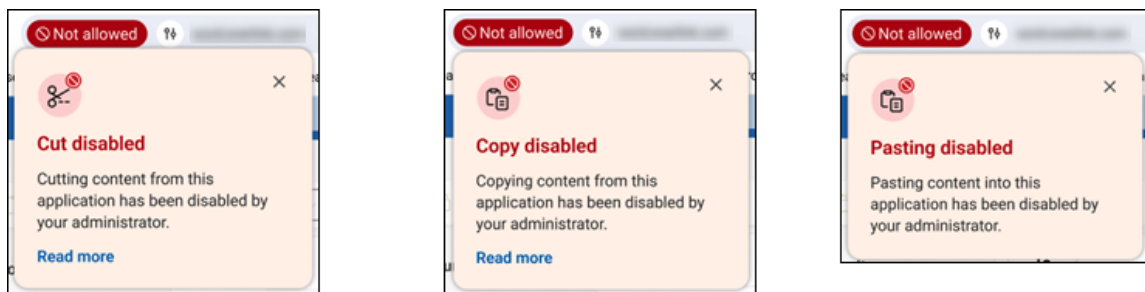 Not allowed
Cut disabled
Cutting content from this
application has been disabled by
your administrator.
Read more
Not allowed
Copy disabled
Copying content from this
application has been disabled by
your administrator.
Read more
Not allowed
Pasting disabled
Pasting content into this
application has been disabled by
your administrator.